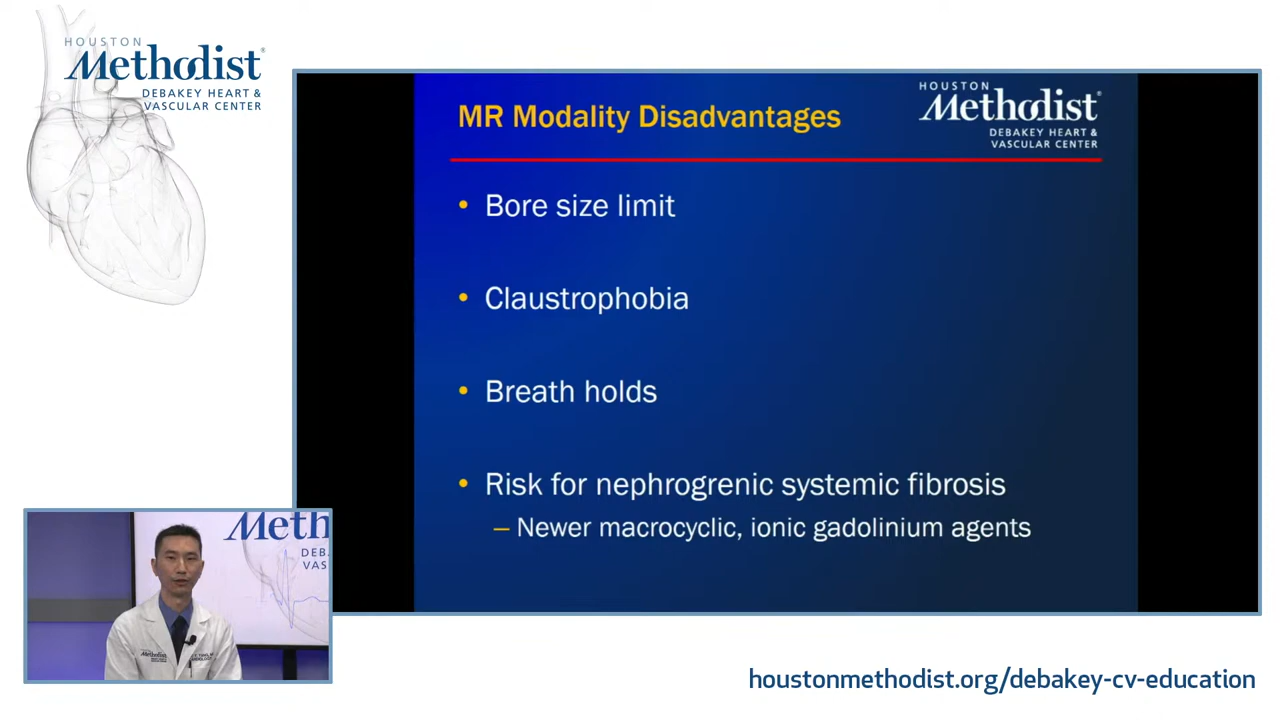 HOUSTON
Methodist®
DEBAKEY HEART &
VASCULAR CENTER
MR Modality Disadvantages
HOUSTON
Methodist®
DEBAKEY HEART &
VASCULAR CENTER
• Bore size limit
• Claustrophobia
• Breath holds
• Risk for nephrogrenic systemic fibrosis
– Newer macrocyclic, ionic gadolinium agents
Meth
DEB
VAS
houstonmethodist.org/debakey-cv-education